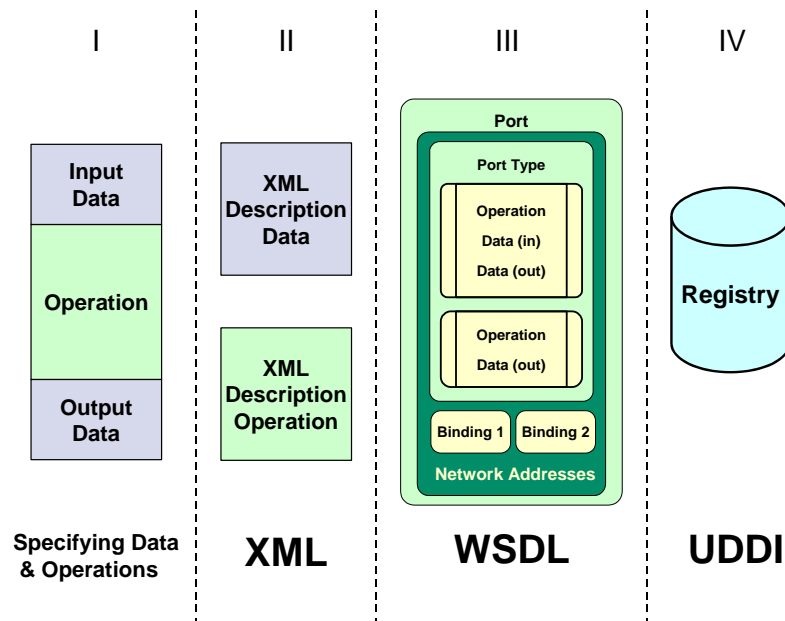 I
II
III
IV
Input
Data
Operation
Output
Data
Specifying Data
& Operations
XML
Description
Data
XML
Description
Operation
XML
Port
Port Type
Operation
Data (in)
Data (out)
Operation
Data (out)
Binding 1
Binding 2
Network Addresses
WSDL
Registry
UDDI